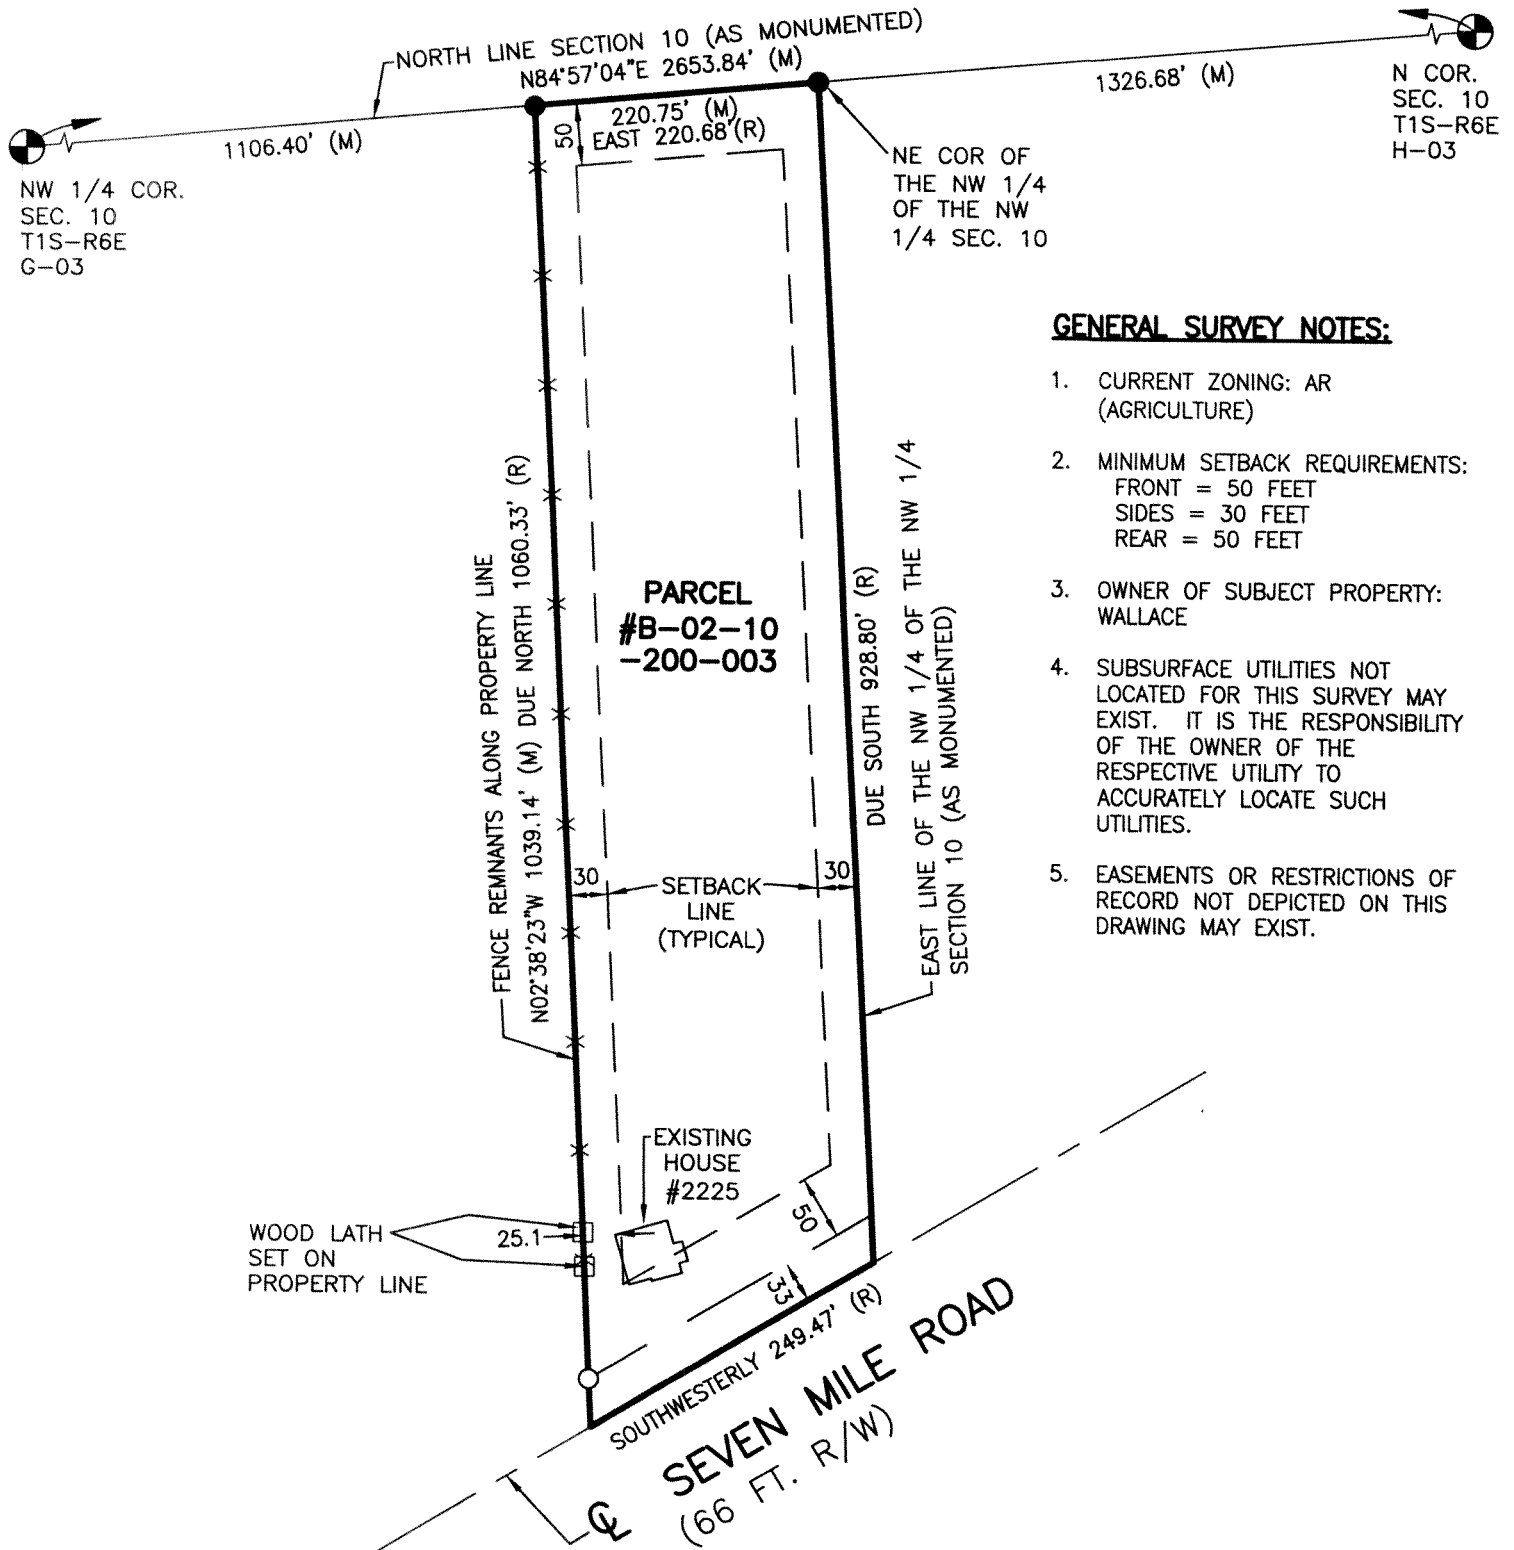 NORTH LINE SECTION 10 (AS MONUMENTED)
N84°57'04"E 2653.84' (M)
1106.40' (M)
220.75' (M)
EAST 220.68'(R)
50
1326.68' (M)
NW 1/4 COR.
SEC. 10
T1S-R6E
G-03
N COR.
SEC. 10
T1S-R6E
H-03
NE COR OF
THE NW 1/4
OF THE NW
1/4 SEC. 10
GENERAL SURVEY NOTES:
1. CURRENT ZONING: AR
(AGRICULTURE)
2. MINIMUM SETBACK REQUIREMENTS:
FRONT = 50 FEET
SIDES = 30 FEET
REAR = 50 FEET
3. OWNER OF SUBJECT PROPERTY:
WALLACE
4. SUBSURFACE UTILITIES NOT
LOCATED FOR THIS SURVEY MAY
EXIST. IT IS THE RESPONSIBILITY
OF THE OWNER OF THE
RESPECTIVE UTILITY TO
ACCURATELY LOCATE SUCH
UTILITIES.
5. EASEMENTS OR RESTRICTIONS OF
RECORD NOT DEPICTED ON THIS
DRAWING MAY EXIST.
FENCE REMNANTS ALONG PROPERTY LINE
N02°38'23"W 1039.14' (M) DUE NORTH 1060.33' (R)
PARCEL
#B-02-10
-200-003
DUE SOUTH 928.80' (R)
EAST LINE OF THE NW 1/4 OF THE NW 1/4
SECTION 10 (AS MONUMENTED)
30
SETBACK
LINE
(TYPICAL)
30
EXISTING
HOUSE
#2225
WOOD LATH
SET ON
PROPERTY LINE
25.1
50
33
SOUTHWESTERLY 249.47' (R)
℄ SEVEN MILE ROAD
(66 FT. R/W)